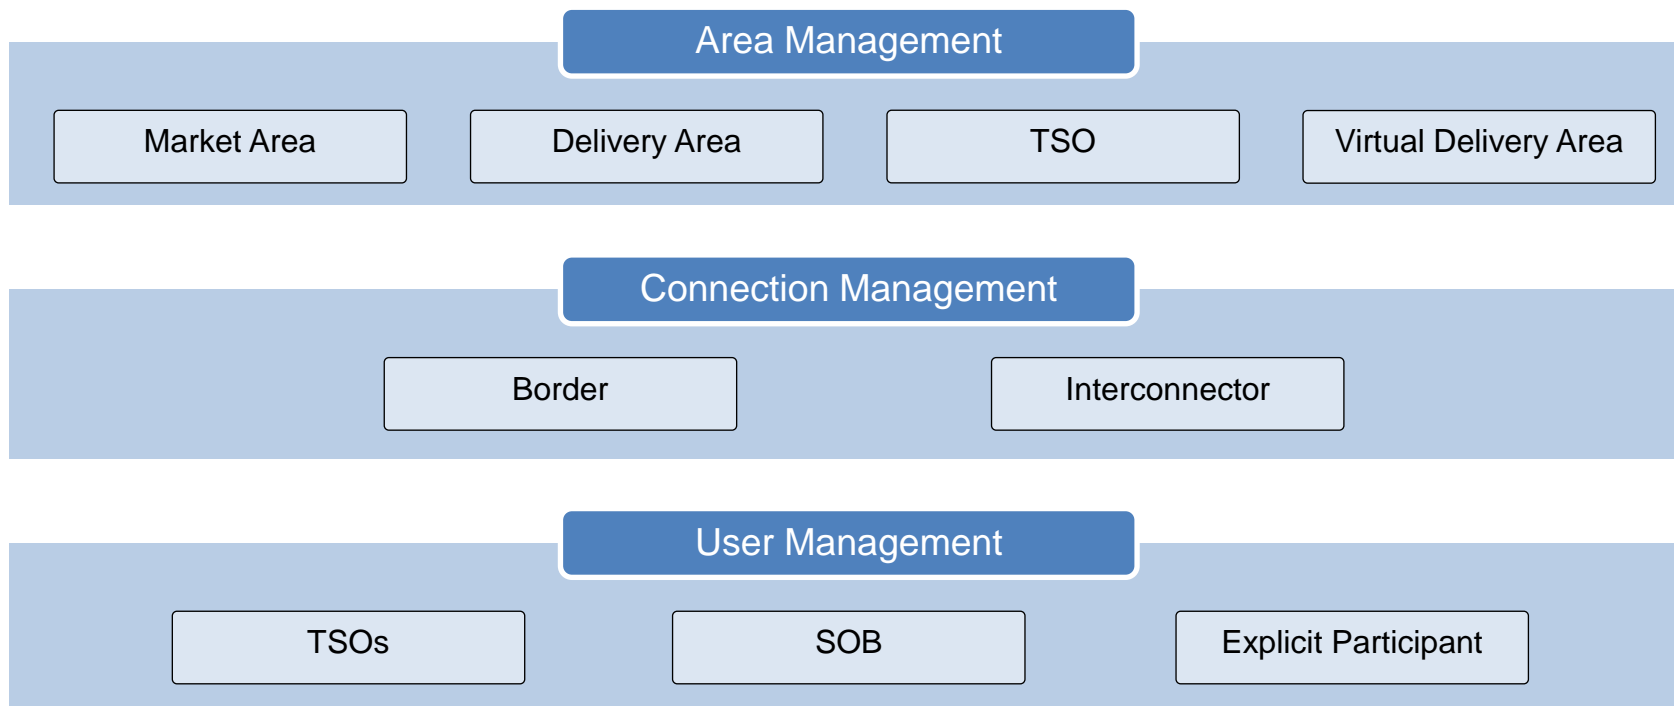 Area Management
Market Area
Delivery Area
TSO
Virtual Delivery Area
Connection Management
Border
Interconnector
User Management
TSOs
SOB
Explicit Participant